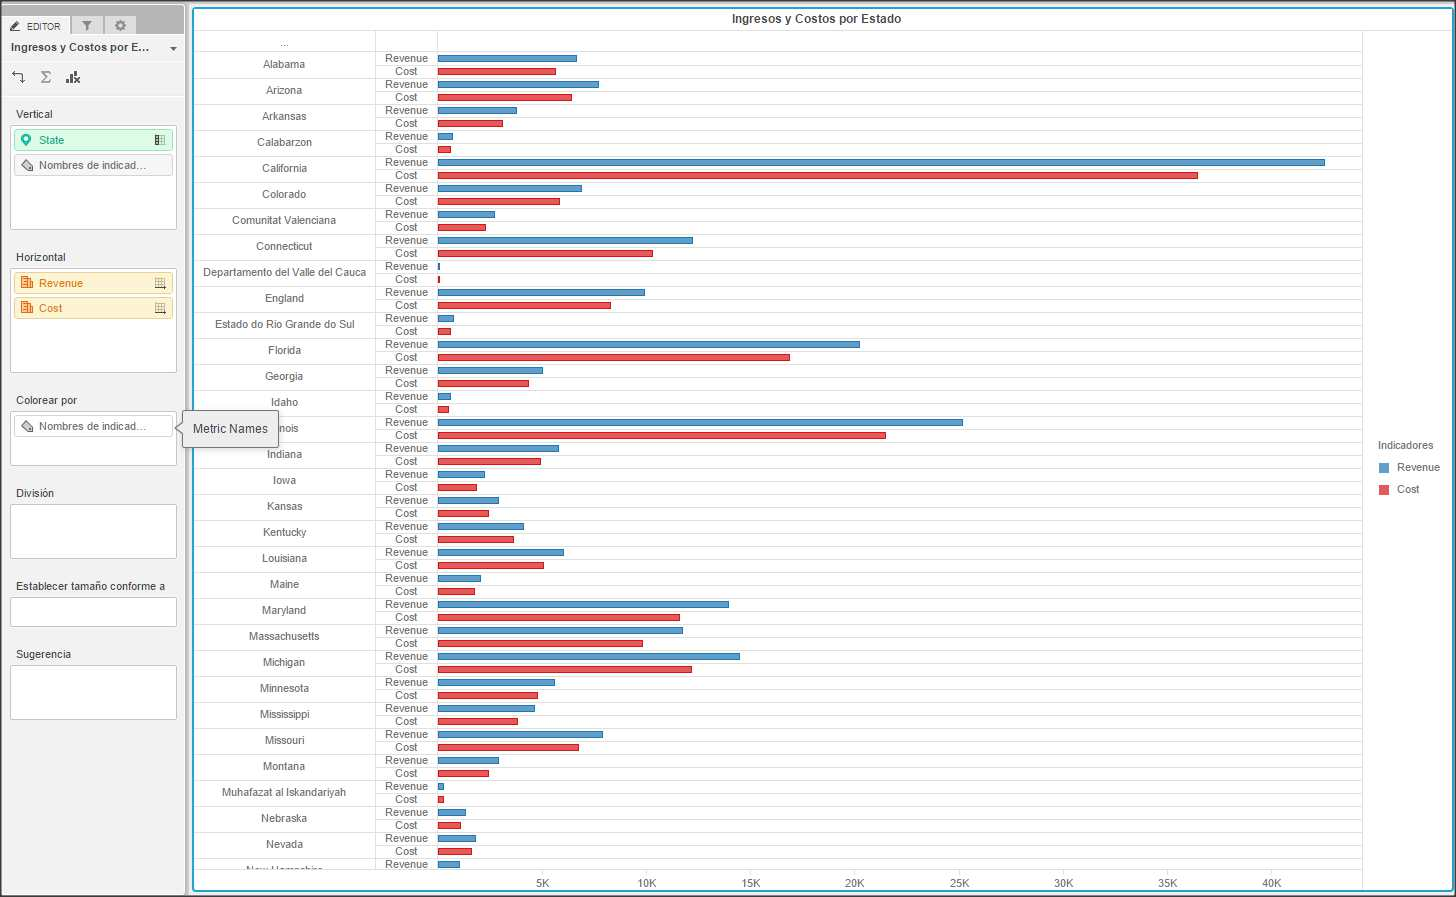 EDITOR
Ingresos y Costos por E...
Vertical
State
Nombres de indicad...
Horizontal
Revenue
Cost
Colorear por
Nombres de indicad...
Metric Names
División
Establecer tamaño conforme a
Sugerencia
Ingresos y Costos por Estado
...
Alabama
Revenue
Cost
Arizona
Revenue
Cost
Arkansas
Revenue
Cost
Calabarzon
Revenue
Cost
California
Revenue
Cost
Colorado
Revenue
Cost
Comunitat Valenciana
Revenue
Cost
Connecticut
Revenue
Cost
Departamento del Valle del Cauca
Revenue
Cost
England
Revenue
Cost
Estado do Rio Grande do Sul
Revenue
Cost
Florida
Revenue
Cost
Georgia
Revenue
Cost
Idaho
Revenue
Cost
nois
Revenue
Cost
Indiana
Revenue
Cost
Iowa
Revenue
Cost
Kansas
Revenue
Cost
Kentucky
Revenue
Cost
Louisiana
Revenue
Cost
Maine
Revenue
Cost
Maryland
Revenue
Cost
Massachusetts
Revenue
Cost
Michigan
Revenue
Cost
Minnesota
Revenue
Cost
Mississippi
Revenue
Cost
Missouri
Revenue
Cost
Montana
Revenue
Cost
Muhafazat al Iskandariyah
Revenue
Cost
Nebraska
Revenue
Cost
Nevada
Revenue
Cost
New Hampshire
Revenue
5K 10K 15K 20K 25K 30K 35K 40K
Indicadores
Revenue
Cost